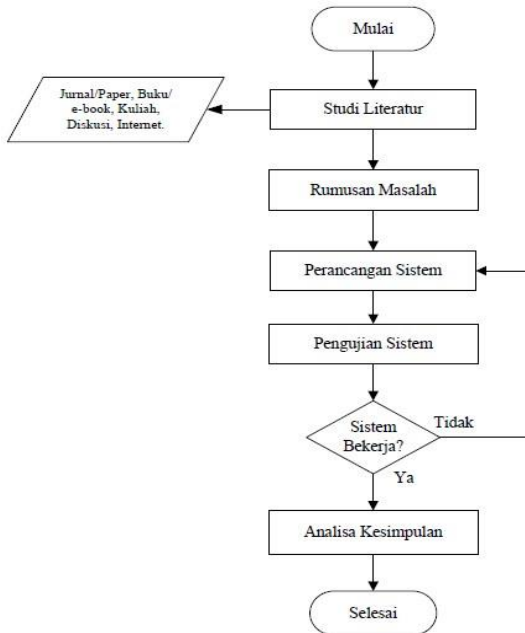 Mulai
Jurnal/Paper, Buku/
e-book, Kuliah,
Diskusi, Internet.
Studi Literatur
Rumusan Masalah
Perancangan Sistem
Pengujian Sistem
Sistem
Bekerja?
Tidak
Ya
Analisa Kesimpulan
Selesai